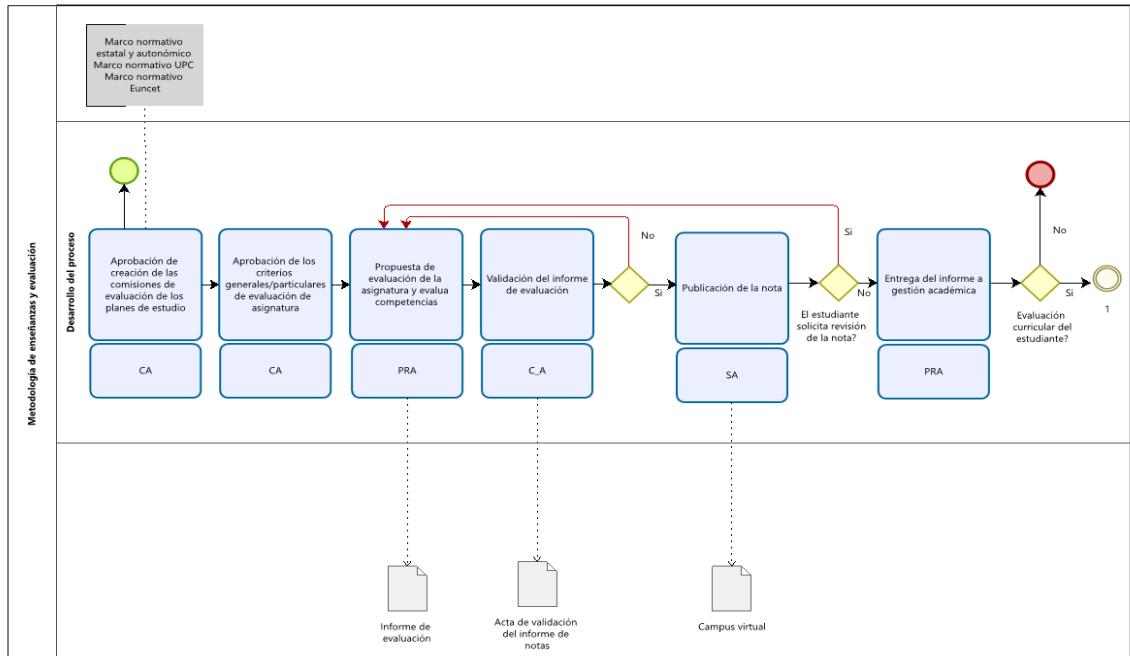 Metodología de enseñanzas y evaluación
Desarrollo del proceso
Marco normativo
estatal y autonómico
Marco normativo UPC
Marco normativo
Euncet
Aprobación de
creación de las
comisiones de
evaluación de los
planes de estudio
CA
Aprobación de los
criterios
generales/particulares
de evaluación de
asignatura
CA
Propuesta de
evaluación de la
asignatura y evalua
competencias
PRA
Validación del informe
de evaluación
C_A
No
Si
Publicación de la nota
SA
Si
No
El estudiante
solicita revisión
de la nota?
Entrega del informe a
gestión académica
PRA
No
Si
Evaluación
curricular del
estudiante?
1
Informe de
evaluación
Acta de validación
del informe de
notas
Campus virtual